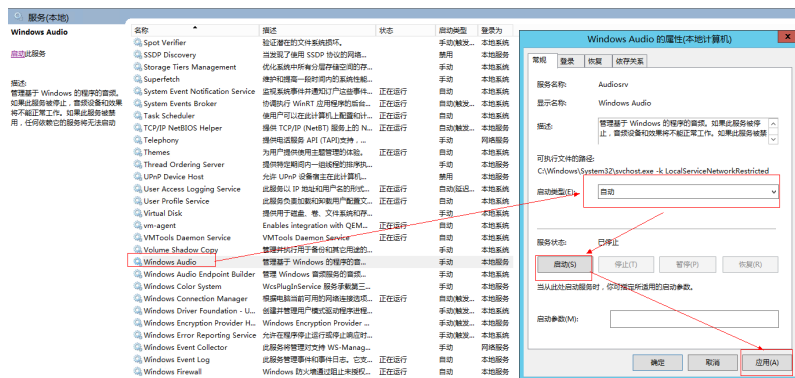 服务(本地)
Windows Audio
启动此服务
描述:
管理基于 Windows 的程序的音频。
如果此服务被停止，音频设备和效果
将不能正常工作。如果此服务被禁
用，任何依赖它的服务将无法启动
名称 描述 状态 启动类型 登录为
Spot Verifier 验证潜在的文件系统损坏。 手动(触发... 本地系统
SSDP Discovery 当发现了使用 SSDP 协议的网络... 禁用 本地服务
Storage Tiers Management 优化系统中所有分层存储空间的存... 手动 本地系统
Superfetch 维护和提高一段时间内的系统性能... 手动 本地系统
System Event Notification Service 监视系统事件并通知订户这些事件... 正在运行 自动 本地系统
System Events Broker 协调执行 WinRT 应用程序的后台... 正在运行 自动(触发... 本地系统
Task Scheduler 使用户可以在此计算机上配置和计... 正在运行 自动 本地系统
TCP/IP NetBIOS Helper 提供 TCP/IP (NetBT) 服务上的 N... 正在运行 自动(触发... 本地服务
Telephony 提供电话服务 API (TAPI)支持，... 手动 网络服务
Themes 为用户提供使用主题管理的体验。 正在运行 自动 本地系统
Thread Ordering Server 提供特定期间内一组线程的排序执... 手动 本地服务
UPnP Device Host 允许 UPnP 设备宿主在此计算机... 禁用 本地服务
User Access Logging Service 此服务以 IP 地址和用户名的形式... 正在运行 自动(延迟... 本地系统
User Profile Service 此服务负责加载和卸载用户配置文... 正在运行 自动 本地系统
Virtual Disk 提供用于磁盘、卷、文件系统和存... 手动 本地系统
vm-agent Enables integration with QEM... 正在运行 自动 本地系统
VMTools Daemon Service VMTools Daemon Service 正在运行 自动 本地系统
Volume Shadow Copy 管理并执行用于备份和其它用途的... 手动 本地系统
Windows Audio 管理基于 Windows 的程序的音... 手动 本地服务
Windows Audio Endpoint Builder 管理 Windows 音频服务的音频... 手动 本地系统
Windows Color System WcsPlugInService 服务承载第三... 手动 本地服务
Windows Connection Manager 根据电脑当前可用的网络连接选项... 正在运行 自动(触发... 本地服务
Windows Driver Foundation - U... 创建并管理用户模式驱动程序进程... 手动(触发... 本地系统
Windows Encryption Provider H... Windows Encryption Provider ... 手动(触发... 本地服务
Windows Error Reporting Service 允许在程序停止运行或停止响应时... 手动(触发... 本地系统
Windows Event Collector 此服务将管理对支持 WS-Manag... 手动 网络服务
Windows Event Log 此服务管理事件和事件日志。它支... 正在运行 自动 本地服务
Windows Firewall Windows 防火墙通过阻止未授权... 正在运行 自动 本地服务
Windows Audio 的属性(本地计算机)
x
常规 登录 恢复 依存关系
服务名称: Audiosrv
显示名称: Windows Audio
描述: 管理基于 Windows 的程序的音频。如果此服务被停
止，音频设备和效果将不能正常工作。如果此服务被禁
可执行文件的路径:
C:\Windows\System32\svchost.exe -k LocalServiceNetworkRestricted
启动类型(E): 自动
服务状态: 已停止
启动(S) 停止(T) 暂停(P) 恢复(R)
当从此处启动服务时，你可指定所适用的启动参数。
启动参数(M):
确定 取消 应用(A)